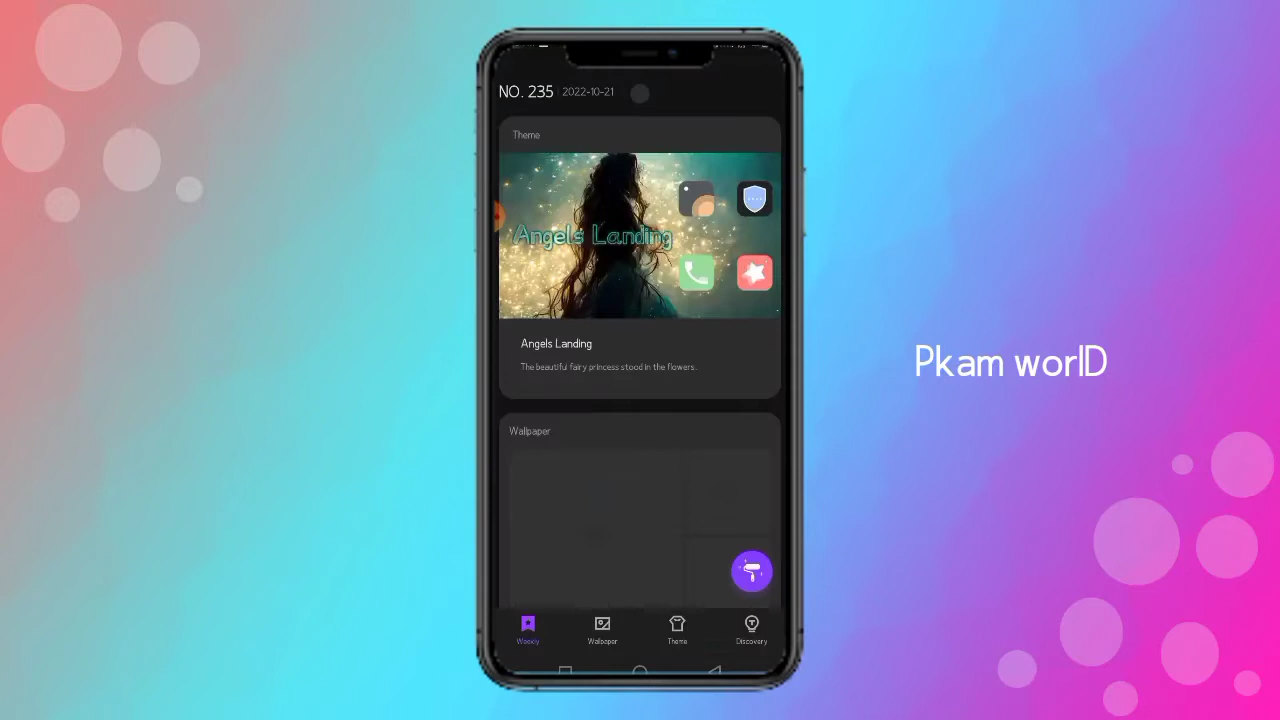 NO. 235 2022-10-21
Theme
Angels Landing
Angels Landing
The beautiful fairy princess stood in the flowers.
Wallpaper
Weekly Wallpaper Theme Discovery
Pkam worlD